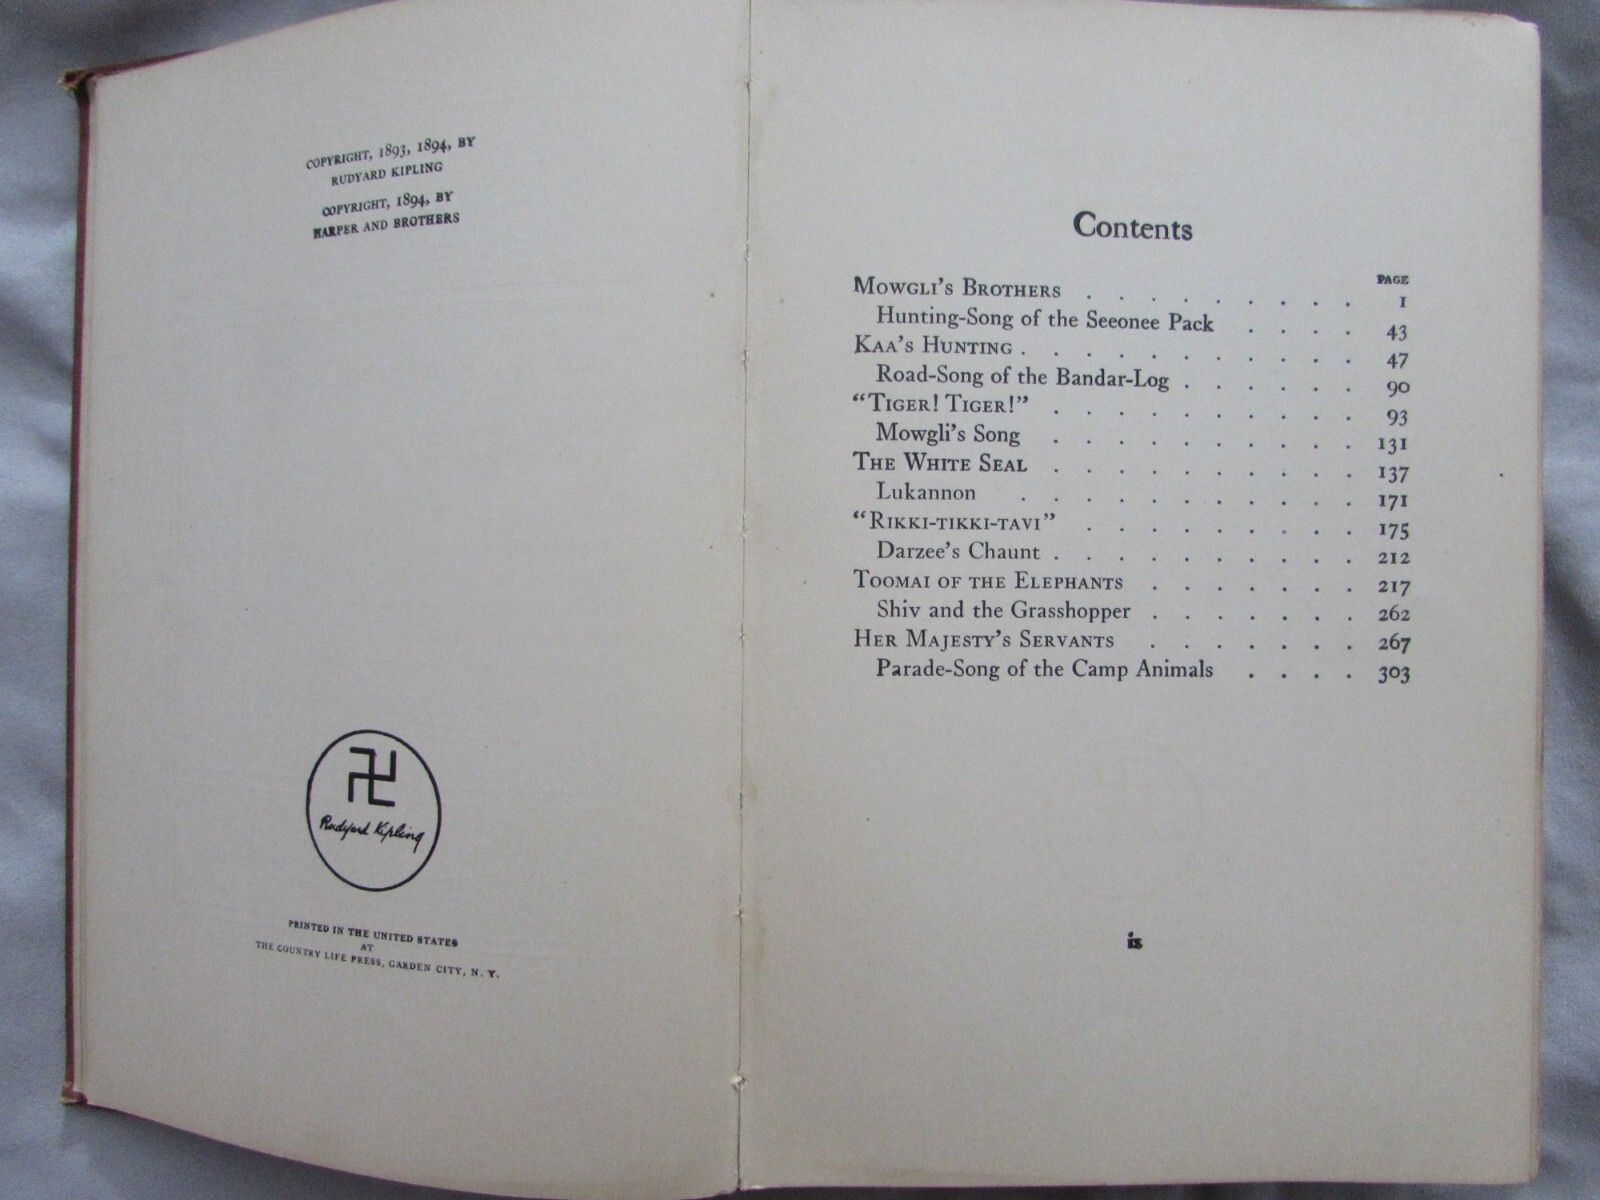 COPYRIGHT, 1893, 1894, BY
RUDYARD KIPLING
COPYRIGHT, 1894, BY
HARPER AND BROTHERS
卍
Rudyard Kipling
PRINTED IN THE UNITED STATES
AT
THE COUNTRY LIFE PRESS, GARDEN CITY, N. Y.
Contents
PAGE
MOWGLI'S BROTHERS . . . . . . . . . 1
Hunting-Song of the Seeonee Pack . . . . 43
KAA'S HUNTING . . . . . . . . . . . 47
Road-Song of the Bandar-Log . . . . . . 90
“TIGER! TIGER!” . . . . . . . . . . 93
Mowgli's Song . . . . . . . . . . 131
THE WHITE SEAL . . . . . . . . . . 137
Lukannon . . . . . . . . . . . 171
“RIKKI-TIKKI-TAVI” . . . . . . . . . 175
Darzee's Chaunt . . . . . . . . . . 212
TOOMAI OF THE ELEPHANTS . . . . . . . 217
Shiv and the Grasshopper . . . . . . . 262
HER MAJESTY'S SERVANTS . . . . . . . 267
Parade-Song of the Camp Animals . . . . 303
ix